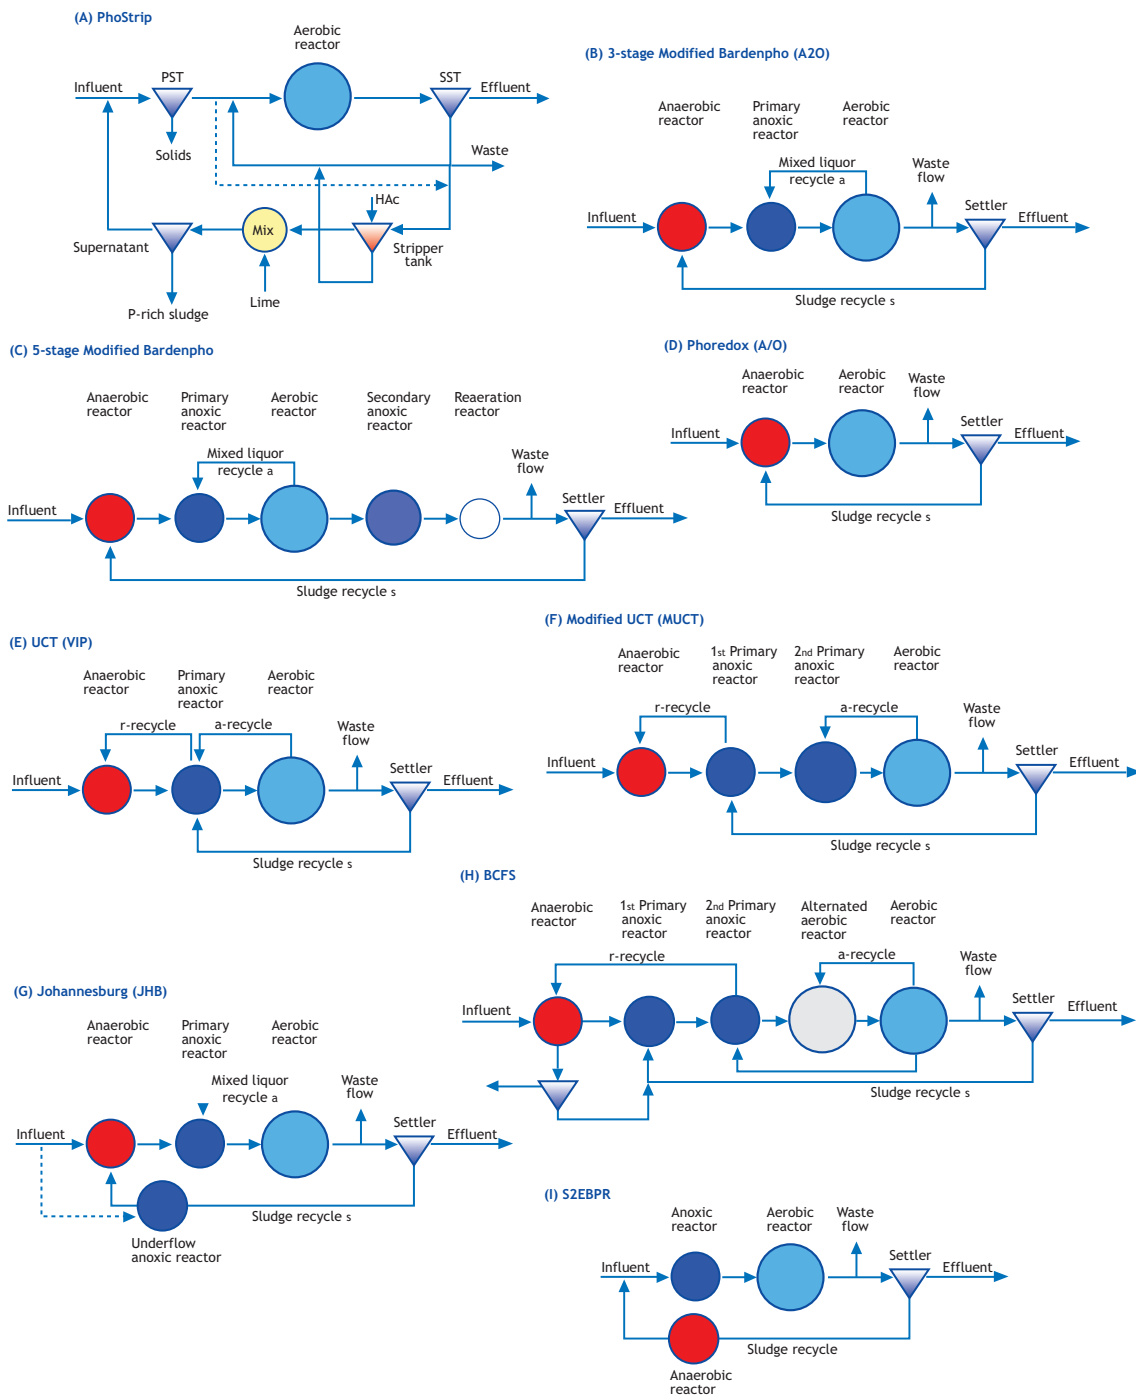 (A) PhoStrip
Aerobic
reactor
Influent
PST
SST
Effluent
Solids
Waste
HAc
Mix
Supernatant
Stripper
tank
Lime
P-rich sludge
(B) 3-stage Modified Bardenpho (A2O)
Anaerobic
reactor
Primary
anoxic
reactor
Aerobic
reactor
Mixed liquor
recycle a
Waste
flow
Settler
Influent
Effluent
Sludge recycle s
(C) 5-stage Modified Bardenpho
Anaerobic
reactor
Primary
anoxic
reactor
Aerobic
reactor
Secondary
anoxic
reactor
Reaeration
reactor
Mixed liquor
recycle a
Waste
flow
Settler
Influent
Effluent
Sludge recycle s
(D) Phoredox (A/O)
Anaerobic
reactor
Aerobic
reactor
Waste
flow
Settler
Influent
Effluent
Sludge recycle s
(E) UCT (VIP)
Anaerobic
reactor
Primary
anoxic
reactor
Aerobic
reactor
r-recycle
a-recycle
Waste
flow
Settler
Influent
Effluent
Sludge recycle s
(F) Modified UCT (MUCT)
Anaerobic
reactor
1st Primary
anoxic
reactor
2nd Primary
anoxic
reactor
Aerobic
reactor
r-recycle
a-recycle
Waste
flow
Settler
Influent
Effluent
Sludge recycle s
(G) Johannesburg (JHB)
Anaerobic
reactor
Primary
anoxic
reactor
Aerobic
reactor
Mixed liquor
recycle a
Waste
flow
Settler
Influent
Effluent
Sludge recycle s
Underflow
anoxic reactor
(H) BCFS
Anaerobic
reactor
1st Primary
anoxic
reactor
2nd Primary
anoxic
reactor
Alternated
aerobic
reactor
Aerobic
reactor
r-recycle
a-recycle
Waste
flow
Settler
Influent
Effluent
Sludge recycle s
(I) S2EBPR
Anoxic
reactor
Aerobic
reactor
Waste
flow
Settler
Influent
Effluent
Sludge recycle
Anaerobic
reactor